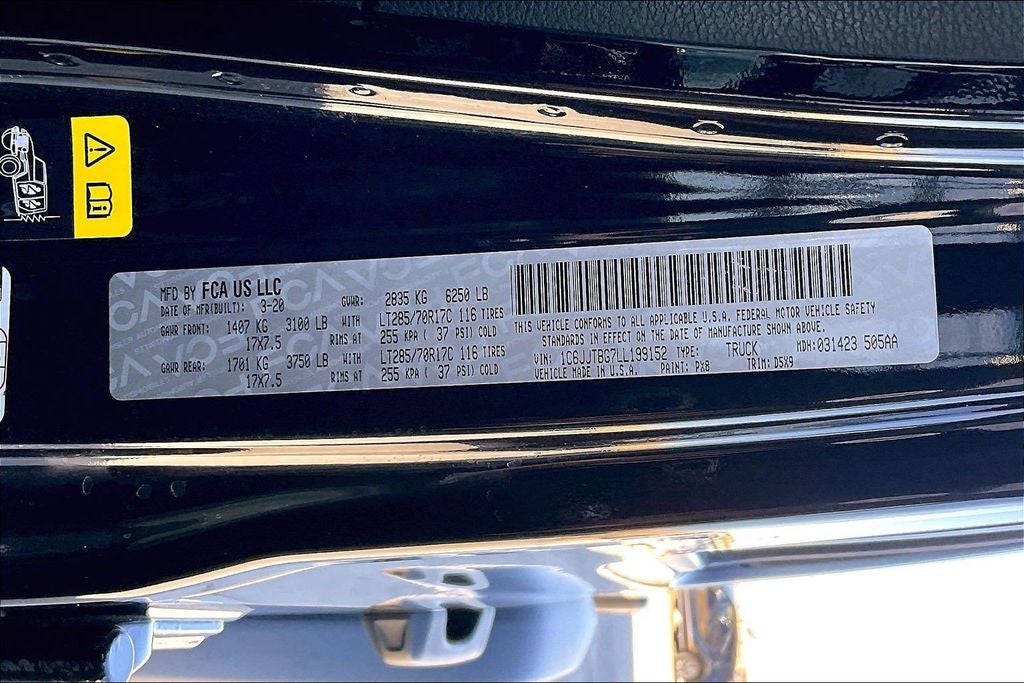 MFD BY FCA US LLC
DATE OF MFR(BUILT): 3-20 GVWR: 2835 KG 6250 LB
GAWR FRONT: 1407 KG 3100 LB WITH LT285/70R17C 116 TIRES
17X7.5 RIMS AT 255 KPA ( 37 PSI) COLD
GAWR REAR: 1701 KG 3750 LB WITH LT285/70R17C 116 TIRES
17X7.5 RIMS AT 255 KPA ( 37 PSI) COLD
THIS VEHICLE CONFORMS TO ALL APPLICABLE U.S.A. FEDERAL MOTOR VEHICLE SAFETY
STANDARDS IN EFFECT ON THE DATE OF MANUFACTURE SHOWN ABOVE.
VIN: 1C6JJTBG7LL199152 TYPE: TRUCK MDH:031423 505AA
VEHICLE MADE IN U.S.A. PAINT: PX8 TRIM: D5X9